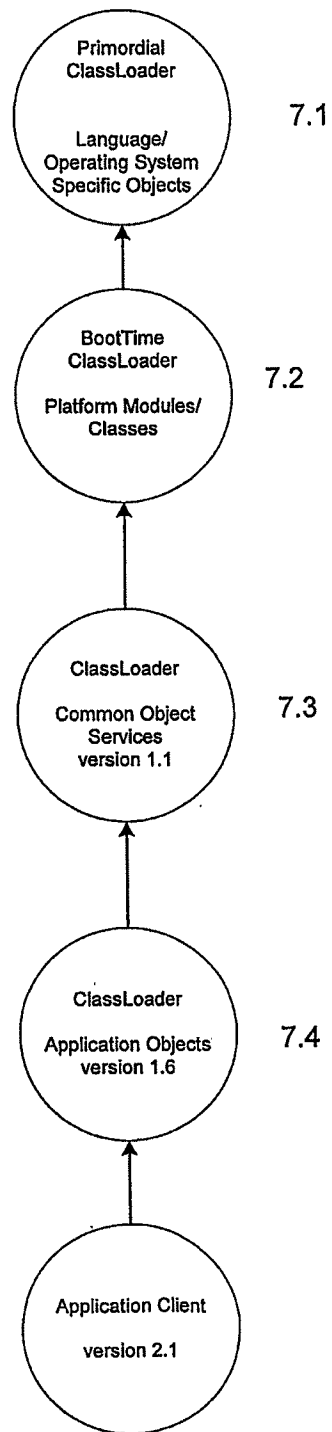 Primordial
ClassLoader
7.1
Language/
Operating System
Specific Objects
BootTime
ClassLoader
7.2
Platform Modules/
Classes
ClassLoader
7.3
Common Object
Services
version 1.1
ClassLoader
7.4
Application Objects
version 1.6
Application Client
version 2.1